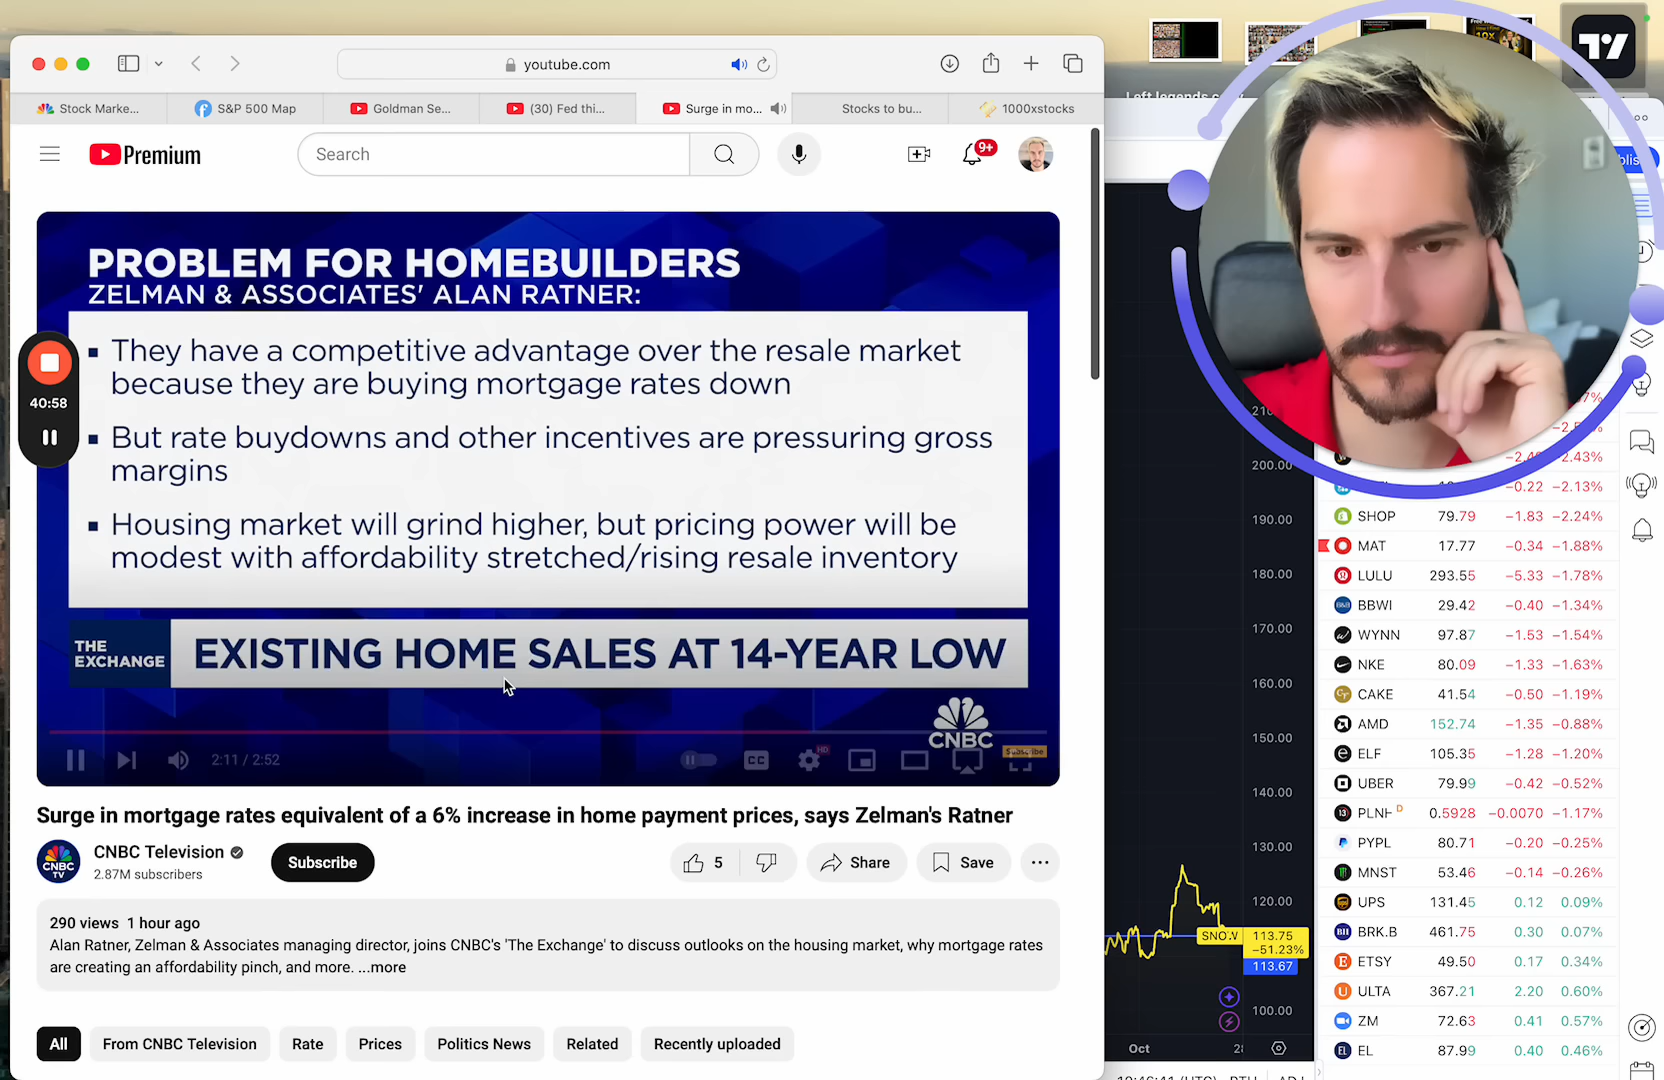 youtube.com
Stock Marke...
S&P 500 Map
Goldman Se...
(30) Fed thi...
Surge in mo...
Stocks to bu...
1000xstocks
Premium
Search
9+
PROBLEM FOR HOMEBUILDERS
ZELMAN & ASSOCIATES' ALAN RATNER:
They have a competitive advantage over the resale market
because they are buying mortgage rates down
But rate buydowns and other incentives are pressuring gross
margins
Housing market will grind higher, but pricing power will be
modest with affordability stretched/rising resale inventory
THE
EXCHANGE
EXISTING HOME SALES AT 14-YEAR LOW
CNBC
Subscribe
2:11 / 2:52
CC
HD
40:58
Surge in mortgage rates equivalent of a 6% increase in home payment prices, says Zelman's Ratner
CNBC
TV
CNBC Television
2.87M subscribers
Subscribe
5
Share
Save
290 views 1 hour ago
Alan Ratner, Zelman & Associates managing director, joins CNBC's 'The Exchange' to discuss outlooks on the housing market, why mortgage rates
are creating an affordability pinch, and more. ...more
All
From CNBC Television
Rate
Prices
Politics News
Related
Recently uploaded
200.00
190.00
180.00
170.00
160.00
150.00
140.00
130.00
120.00
113.75
−51.23%
113.67
100.00
Oct
−2.43%
−0.22 −2.13%
SHOP 79.79 −1.83 −2.24%
MAT 17.77 −0.34 −1.88%
LULU 293.55 −5.33 −1.78%
BBWI 29.42 −0.40 −1.34%
WYNN 97.87 −1.53 −1.54%
NKE 80.09 −1.33 −1.63%
CAKE 41.54 −0.50 −1.19%
AMD 152.74 −1.35 −0.88%
ELF 105.35 −1.28 −1.20%
UBER 79.99 −0.42 −0.52%
PLNH D 0.5928 −0.0070 −1.17%
PYPL 80.71 −0.20 −0.25%
MNST 53.46 −0.14 −0.26%
UPS 131.45 0.12 0.09%
BRK.B 461.75 0.30 0.07%
ETSY 49.50 0.17 0.34%
ULTA 367.21 2.20 0.60%
ZM 72.63 0.41 0.57%
EL 87.99 0.40 0.46%